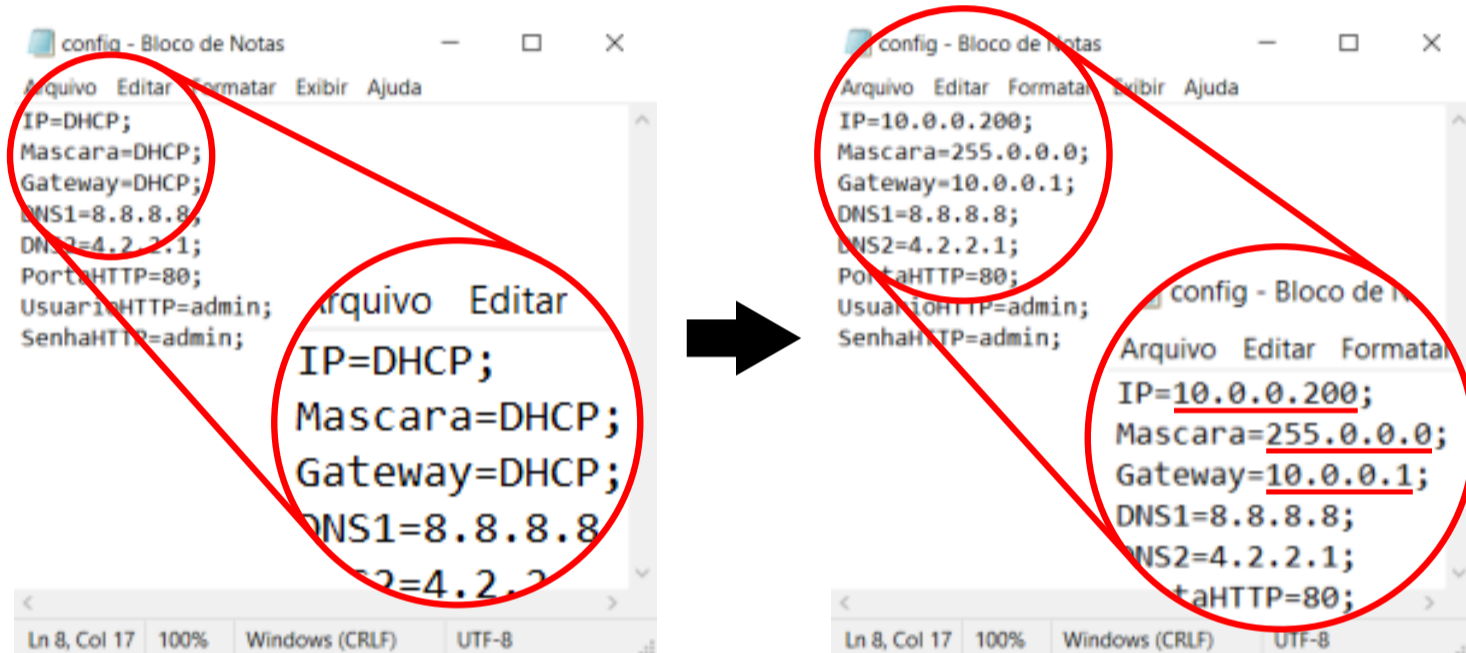 config - Bloco de Notas
Arquivo Editar Formatar Exibir Ajuda
IP=DHCP;
Mascara=DHCP;
Gateway=DHCP;
DNS1=8.8.8.8;
DNS2=4.2.2.1;
PortaHTTP=80;
UsuarioHTTP=admin;
SenhaHTTP=admin;
Arquivo Editar
IP=DHCP;
Mascara=DHCP;
Gateway=DHCP;
DNS1=8.8.8.8
S2=4.2.2
Ln 8, Col 17 100% Windows (CRLF) UTF-8
config - Bloco de Notas
Arquivo Editar Formatar Exibir Ajuda
IP=10.0.0.200;
Mascara=255.0.0.0;
Gateway=10.0.0.1;
DNS1=8.8.8.8;
DNS2=4.2.2.1;
PortaHTTP=80;
UsuarioHTTP=admin;
SenhaHTTP=admin;
config - Bloco de N
Arquivo Editar Formatar
IP=10.0.0.200;
Mascara=255.0.0.0;
Gateway=10.0.0.1;
DNS1=8.8.8.8;
DNS2=4.2.2.1;
taHTTP=80;
Ln 8, Col 17 100% Windows (CRLF) UTF-8